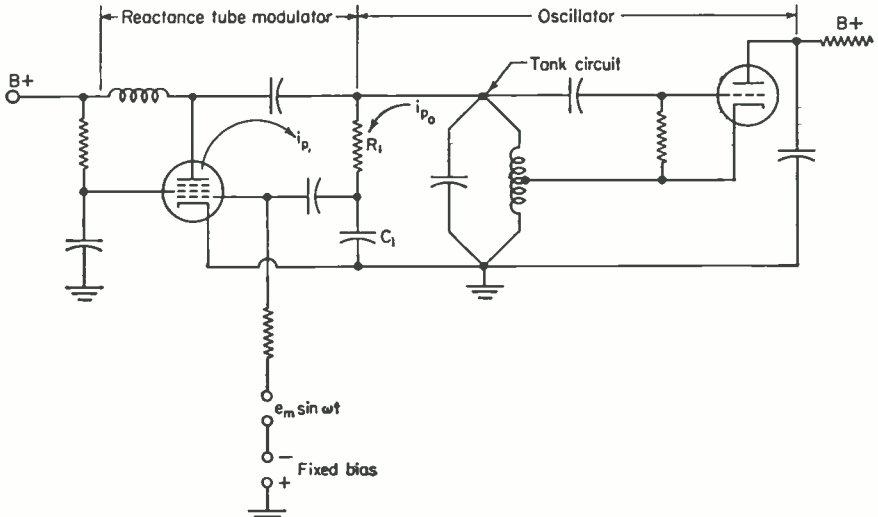 Reactance tube modulator
Oscillator
B+
B+
Tank circuit
i_p₁
i_p₀
R₁
C₁
e_m sin ωt
−
Fixed bias
+